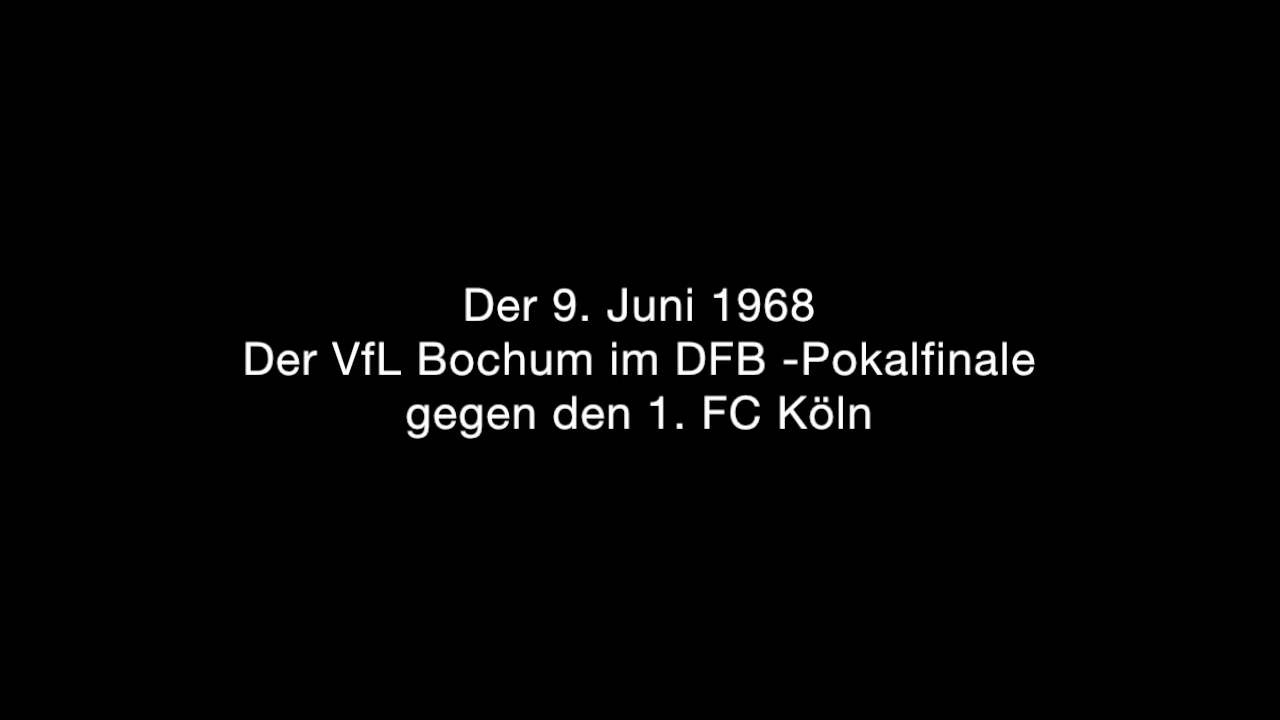 Der 9. Juni 1968
Der VfL Bochum im DFB -Pokalfinale
gegen den 1. FC Köln